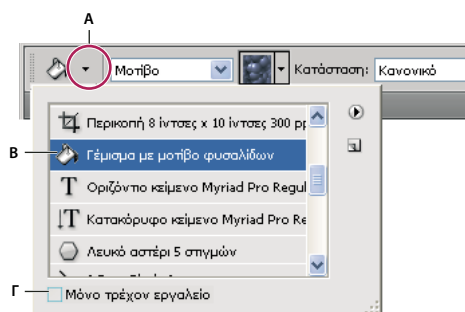 A
Μοτίβο
Κατάσταση: Κανονικό
Περικοπή 8 ίντσες x 10 ίντσες 300
B
Γέμισμα με μοτίβο φυσαλίδων
T Οριζόντιο κείμενο Myriad Pro Regul
T Κατακόρυφο κείμενο Myriad Pro Re
Λευκό αστέρι 5 στιγμών
Γ
Μόνο τρέχον εργαλείο